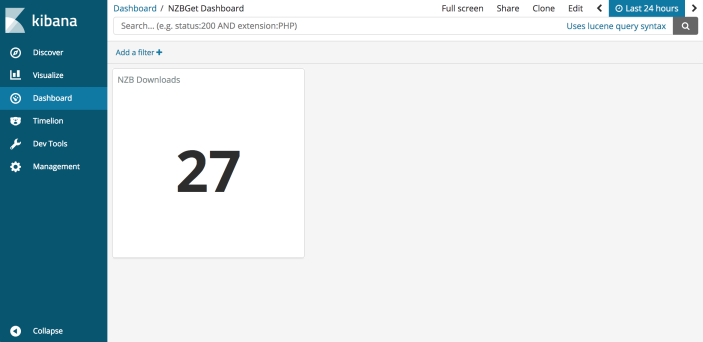 kibana
Discover
Visualize
Dashboard
Timelion
Dev Tools
Management
Collapse
Dashboard / NZBGet Dashboard
Full screen Share Clone Edit Last 24 hours
Search... (e.g. status:200 AND extension:PHP) Uses lucene query syntax
Add a filter +
NZB Downloads
27